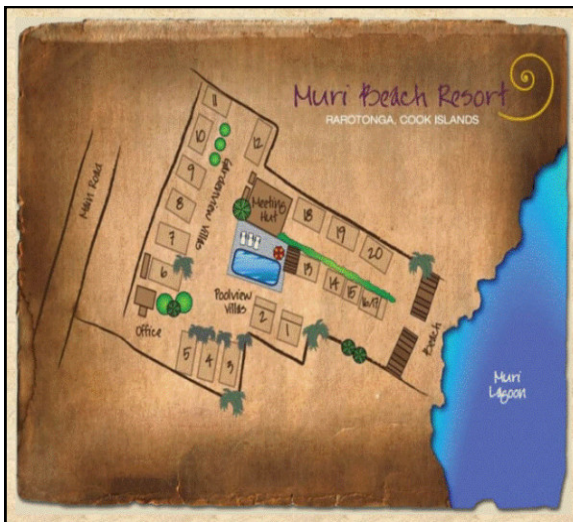 Muri Beach Resort
RAROTONGA, COOK ISLANDS
Main Road
11
10
9
8
7
6
Gardenview Villas
12
Meeting Hut
18
19
20
13
14
15
16
Poolview
Villas
2
1
Office
5
4
3
Beach
Muri
Lagoon